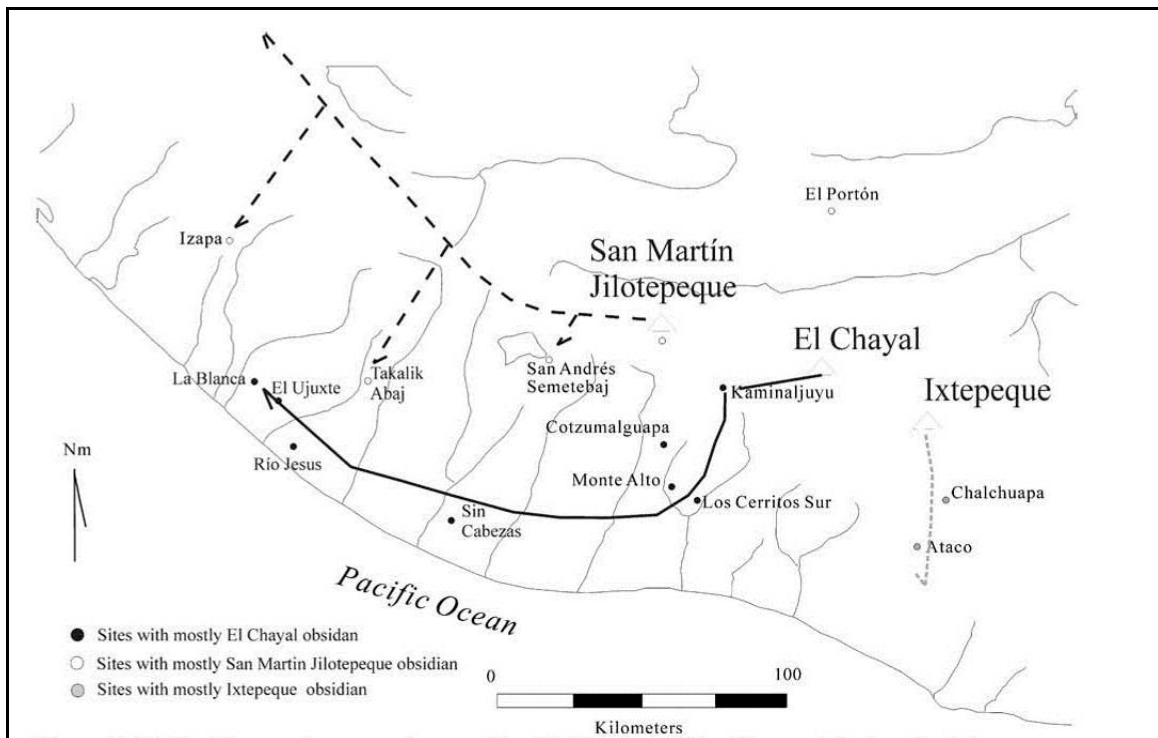 El Portón
Izapa
San Martín
Jilotepeque
El Chayal
San Andrés
Semetebaj
La Blanca
El Ujuxte
Takalik
Abaj
Kaminaljuyu
Ixtepeque
Cotzumalguapa
Río Jesus
Nm
Monte Alto
Los Cerritos Sur
Chalchuapa
Sin
Cabezas
Ataco
Pacific Ocean
Sites with mostly El Chayal obsidan
Sites with mostly San Martin Jilotepeque obsidian
Sites with mostly Ixtepeque obsidian
0
100
Kilometers